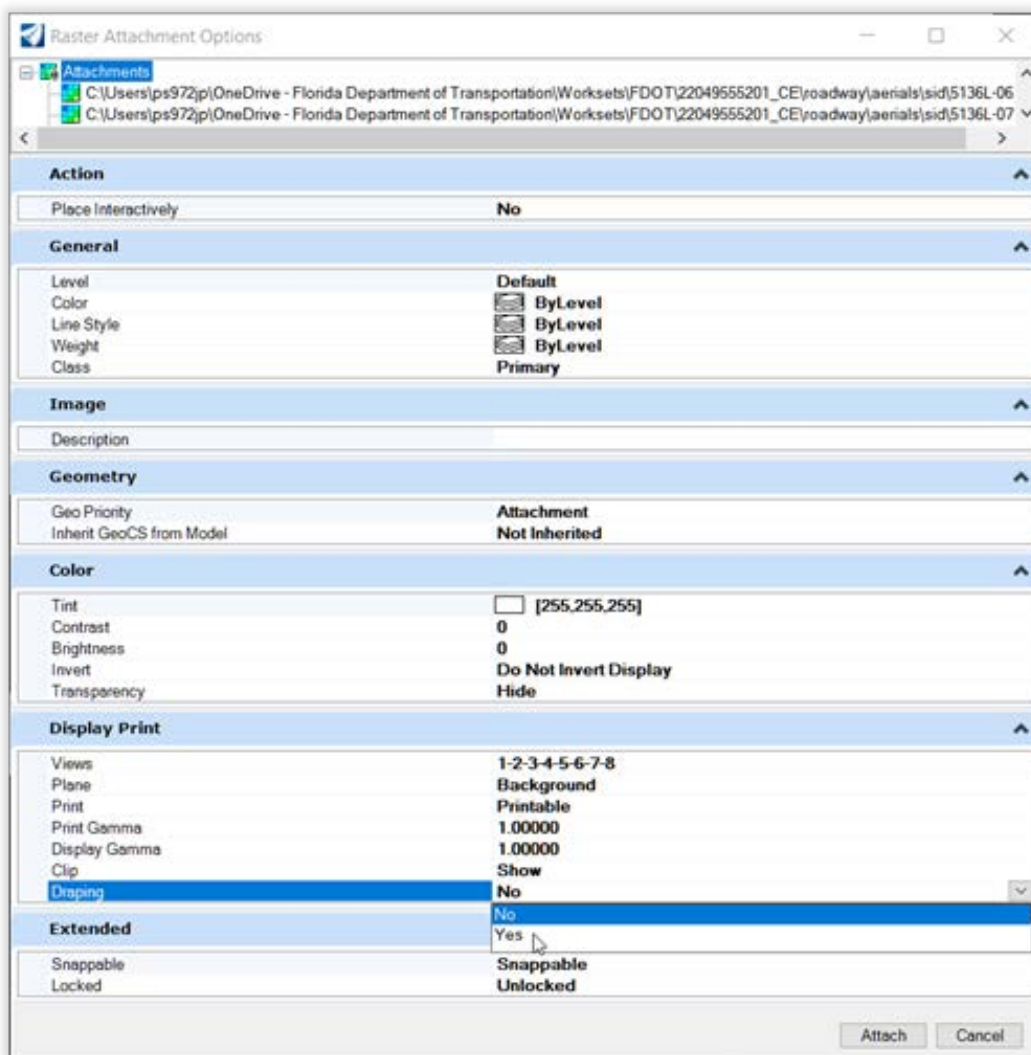 Raster Attachment Options
Attachments
C:\Users\ps972jp\OneDrive - Florida Department of Transportation\Worksets\FDOT\22049555201_CE\roadway\aerials\sid\5136L-06
C:\Users\ps972jp\OneDrive - Florida Department of Transportation\Worksets\FDOT\22049555201_CE\roadway\aerials\sid\5136L-07
Action
Place Interactively No
General
Level Default
Color ByLevel
Line Style ByLevel
Weight ByLevel
Class Primary
Image
Description
Geometry
Geo Priority Attachment
Inherit GeoCS from Model Not Inherited
Color
Tint [255,255,255]
Contrast 0
Brightness 0
Invert Do Not Invert Display
Transparency Hide
Display Print
Views 1-2-3-4-5-6-7-8
Plane Background
Print Printable
Print Gamma 1.00000
Display Gamma 1.00000
Clip Show
Draping No
No
Extended
Yes
Snappable Snappable
Locked Unlocked
Attach Cancel